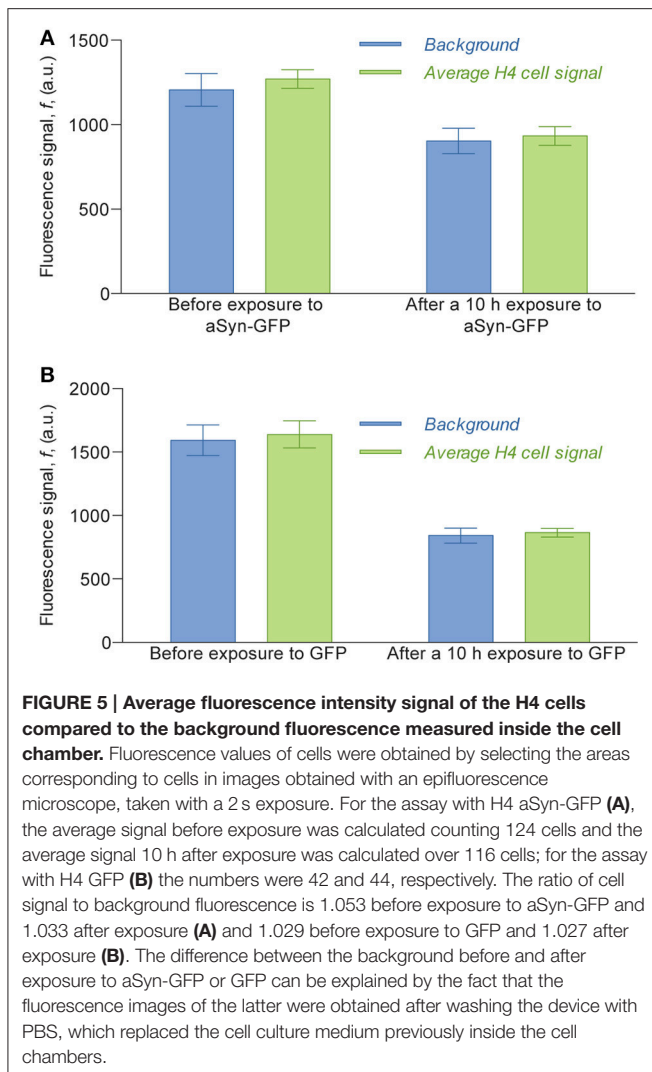 A
Fluorescence signal, f, (a.u.)
1500
1000
500
0
Background
Average H4 cell signal
Before exposure to
aSyn-GFP
After a 10 h exposure to
aSyn-GFP
B
Fluorescence signal, f, (a.u.)
2000
1500
1000
500
0
Background
Average H4 cell signal
Before exposure to GFP
After a 10 h exposure to GFP
FIGURE 5 | Average fluorescence intensity signal of the H4 cells
compared to the background fluorescence measured inside the cell
chamber. Fluorescence values of cells were obtained by selecting the areas
corresponding to cells in images obtained with an epifluorescence
microscope, taken with a 2 s exposure. For the assay with H4 aSyn-GFP (A),
the average signal before exposure was calculated counting 124 cells and the
average signal 10 h after exposure was calculated over 116 cells; for the assay
with H4 GFP (B) the numbers were 42 and 44, respectively. The ratio of cell
signal to background fluorescence is 1.053 before exposure to aSyn-GFP and
1.033 after exposure (A) and 1.029 before exposure to GFP and 1.027 after
exposure (B). The difference between the background before and after
exposure to aSyn-GFP or GFP can be explained by the fact that the
fluorescence images of the latter were obtained after washing the device with
PBS, which replaced the cell culture medium previously inside the cell
chambers.